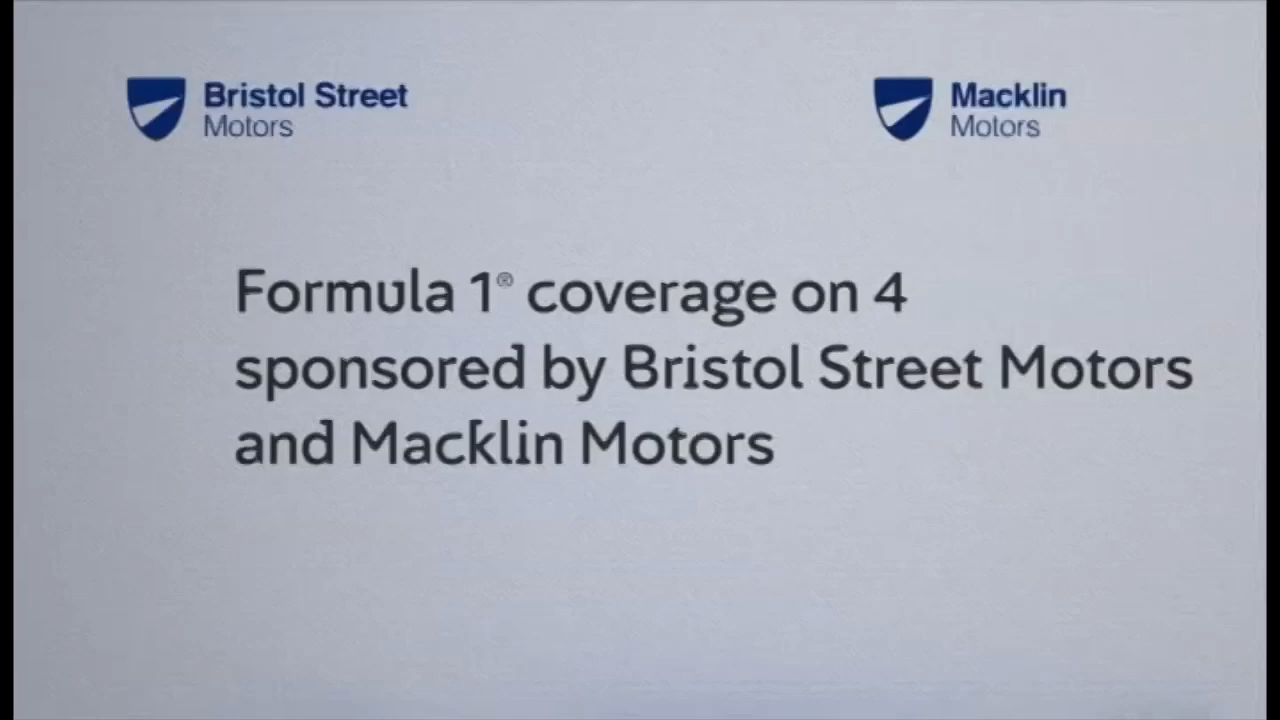 Bristol Street
Motors
Macklin
Motors
Formula 1® coverage on 4
sponsored by Bristol Street Motors
and Macklin Motors